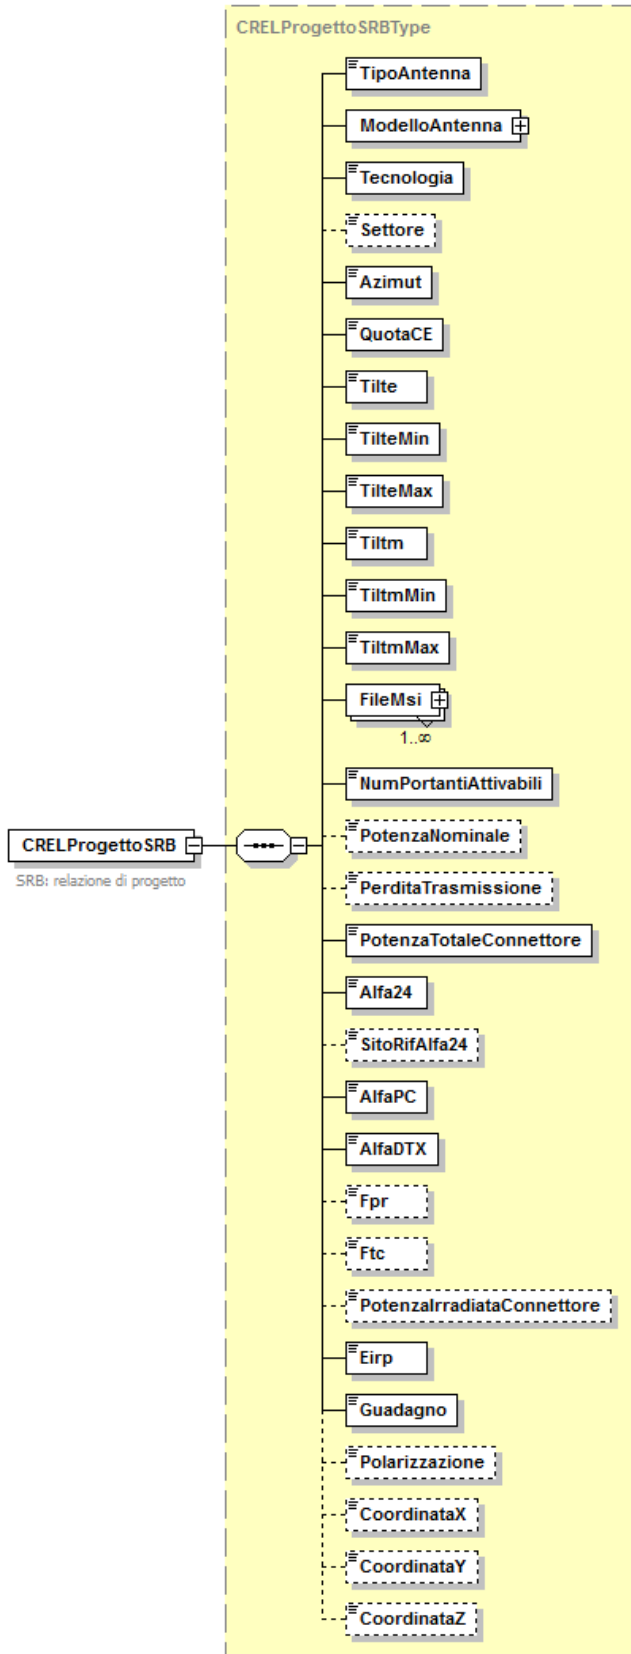 CRELProgettoSRBType
TipoAntenna
ModelloAntenna
Tecnologia
Settore
Azimut
QuotaCE
Tilte
TilteMin
TilteMax
Tiltm
TiltmMin
TiltmMax
FileMsi
1..∞
NumPortantiAttivabili
CRELProgettoSRB
SRB: relazione di progetto
PotenzaNominale
PerditaTrasmissione
PotenzaTotaleConnettore
Alfa24
SitoRifAlfa24
AlfaPC
AlfaDTX
Fpr
Ftc
PotenzaIrradiataConnettore
Eirp
Guadagno
Polarizzazione
CoordinataX
CoordinataY
CoordinataZ